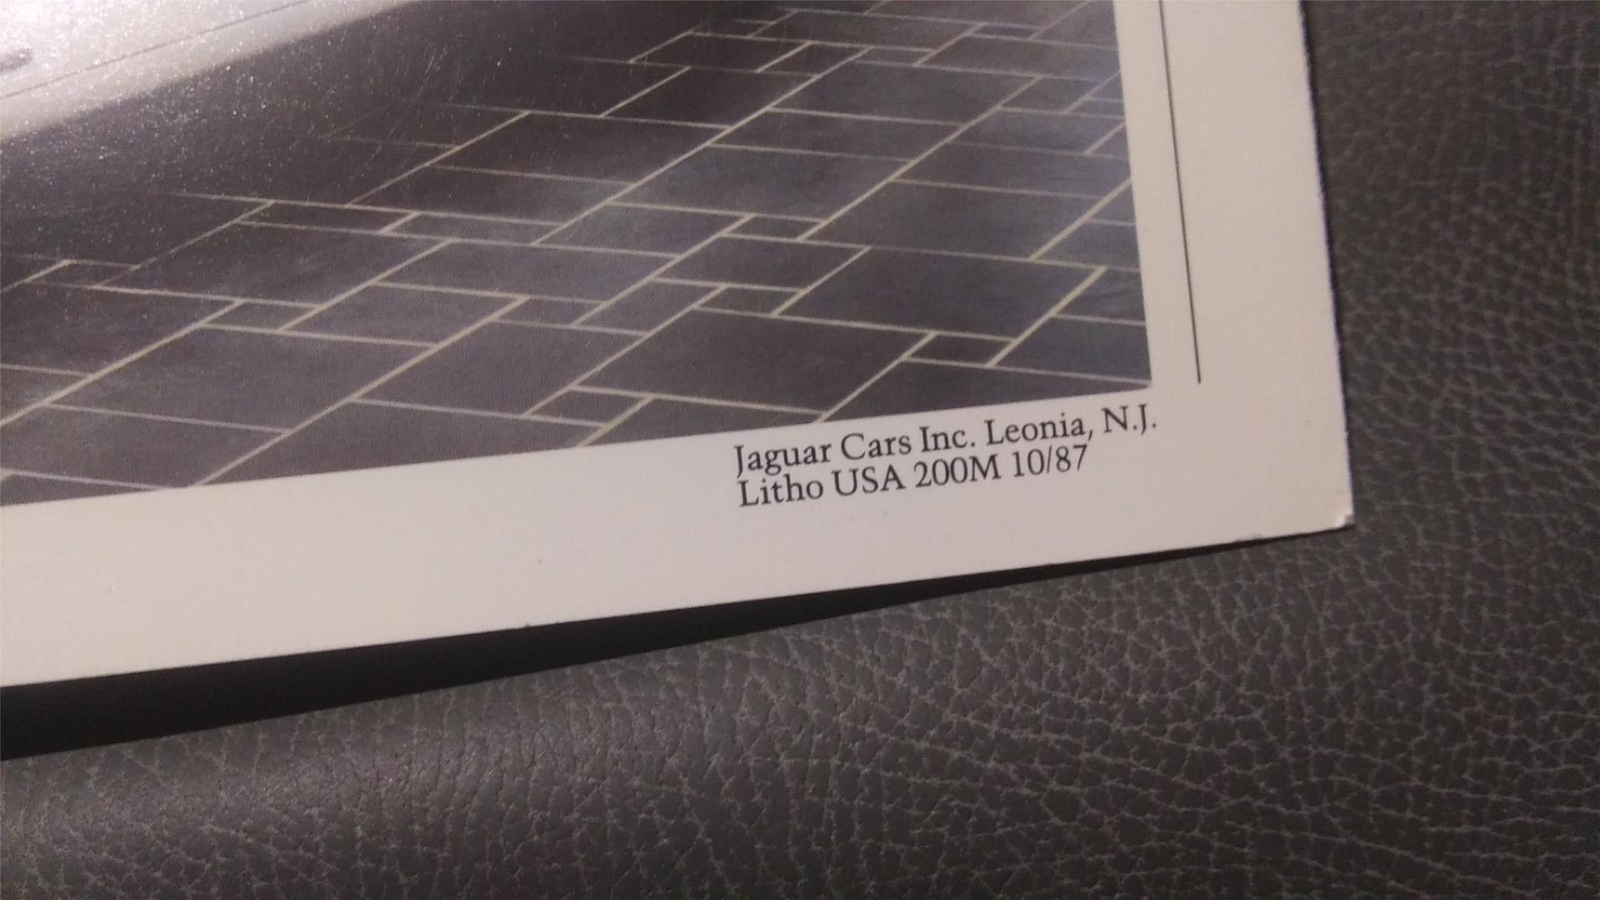 Jaguar Cars Inc. Leonia, N.J.
Litho USA 200M 10/87